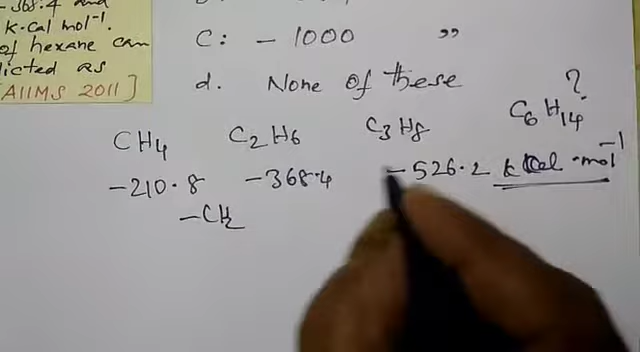 -368.4 and
k-Cal mol⁻¹.
of hexane can
dicted as
[AIIMS 2011]
C: - 1000 ,,
d. None of these
CH4 C2H6 C3H8 C6H14 ?
-210.8 -368.4 -526.2 kCal.mol⁻¹
-CH2